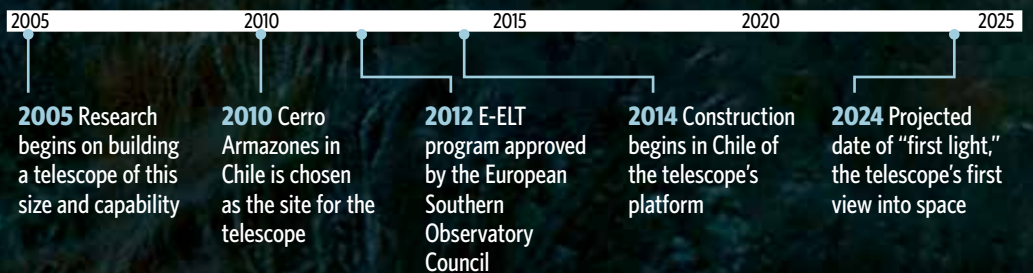 2005 2010 2015 2020 2025
2005 Research
begins on building
a telescope of this
size and capability
2010 Cerro
Armazones in
Chile is chosen
as the site for the
telescope
2012 E-ELT
program approved
by the European
Southern
Observatory
Council
2014 Construction
begins in Chile of
the telescope's
platform
2024 Projected
date of “first light,”
the telescope's first
view into space